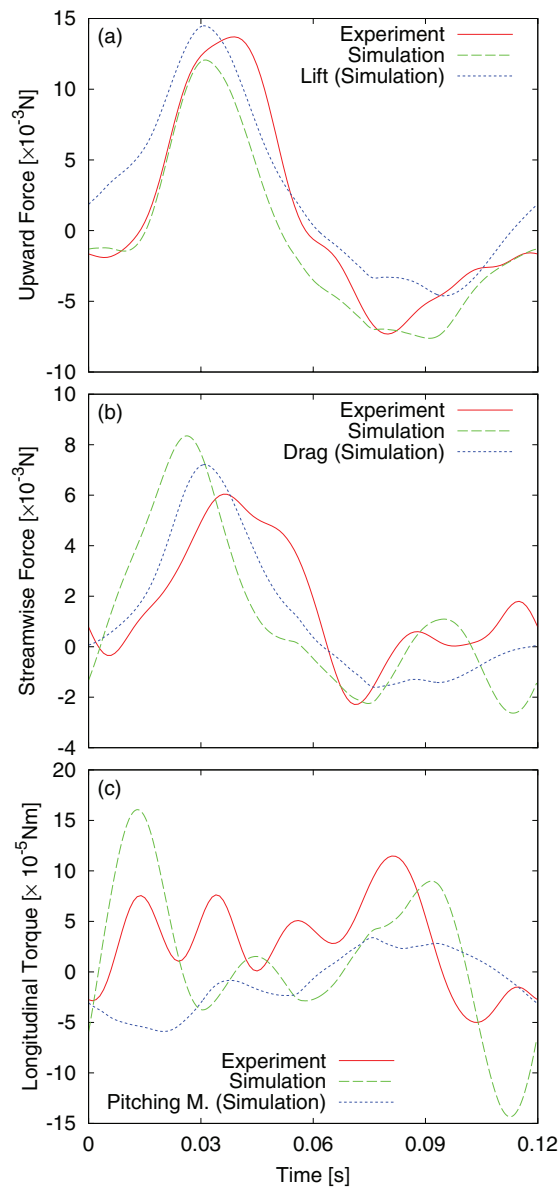 (a)
Experiment
Simulation
Lift (Simulation)
Upward Force [×10⁻³N]
15
10
5
0
-5
-10
(b)
Experiment
Simulation
Drag (Simulation)
Streamwise Force [×10⁻³N]
10
8
6
4
2
0
-2
-4
(c)
Longitudinal Torque [× 10⁻⁵Nm]
20
15
10
5
0
-5
-10
-15
Experiment
Simulation
Pitching M. (Simulation)
0 0.03 0.06 0.09 0.12
Time [s]